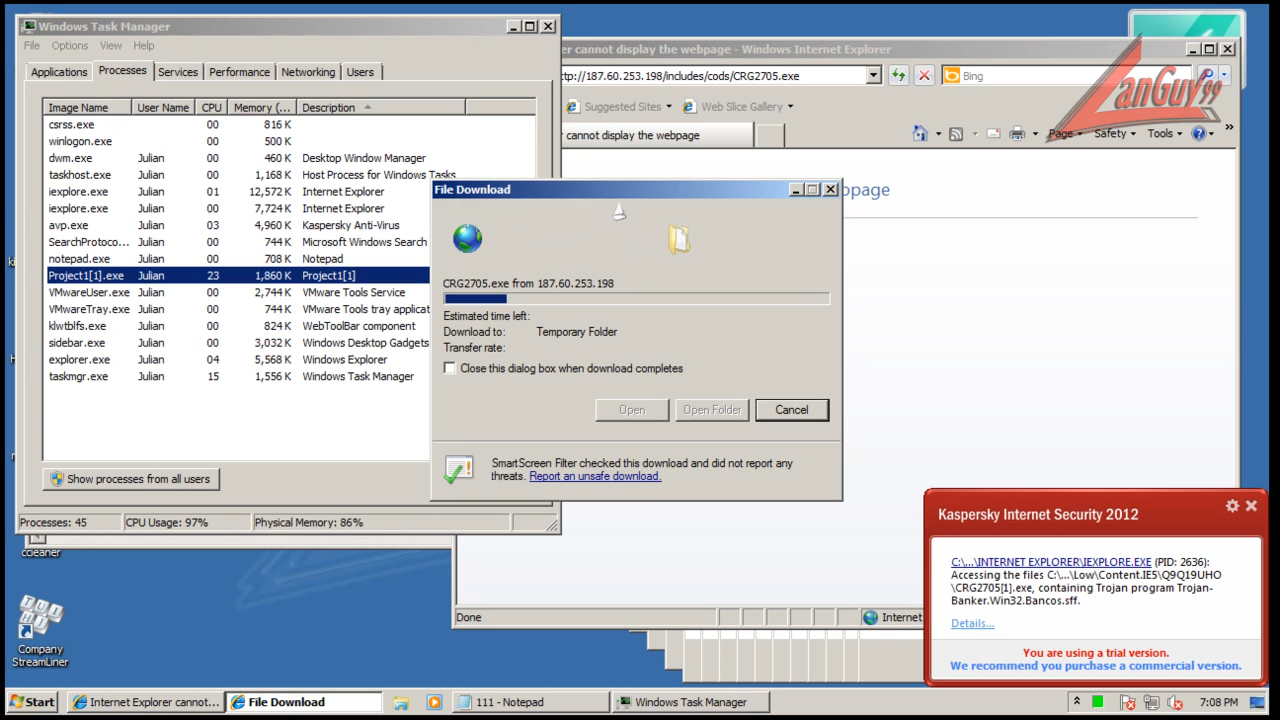 Windows Task Manager
File Options View Help
Applications Processes Services Performance Networking Users
Image Name User Name CPU Memory (... Description
csrss.exe 00 816 K
winlogon.exe 00 500 K
dwm.exe Julian 00 460 K Desktop Window Manager
taskhost.exe Julian 00 1,168 K Host Process for Windows Tasks
iexplore.exe Julian 01 12,572 K Internet Explorer
iexplore.exe Julian 00 7,724 K Internet Explorer
avp.exe Julian 03 4,960 K Kaspersky Anti-Virus
SearchProtoco... Julian 00 744 K Microsoft Windows Search
notepad.exe Julian 00 708 K Notepad
Project1[1].exe Julian 23 1,860 K Project1[1]
VMwareUser.exe Julian 00 2,744 K VMware Tools Service
VMwareTray.exe Julian 00 744 K VMware Tools tray applicat
klwtblfs.exe Julian 00 824 K WebToolBar component
sidebar.exe Julian 00 3,032 K Windows Desktop Gadgets
explorer.exe Julian 04 5,568 K Windows Explorer
taskmgr.exe Julian 15 1,556 K Windows Task Manager
Show processes from all users
Processes: 45 CPU Usage: 97% Physical Memory: 86%
er cannot display the webpage - Windows Internet Explorer
ttp://187.60.253.198/includes/cods/CRG2705.exe Bing
Suggested Sites Web Slice Gallery
cannot display the webpage
Page Safety Tools
LanGuy99
bpage
File Download
CRG2705.exe from 187.60.253.198
Estimated time left:
Download to: Temporary Folder
Transfer rate:
Close this dialog box when download completes
Open Open Folder Cancel
SmartScreen Filter checked this download and did not report any
threats. Report an unsafe download.
Done Internet
Kaspersky Internet Security 2012
C:\...\INTERNET EXPLORER\IEXPLORE.EXE (PID: 2636):
Accessing the files C:\...\Low\Content.IE5\Q9Q19UHO
\CRG2705[1].exe, containing Trojan program Trojan-
Banker.Win32.Bancos.sff.
Details...
You are using a trial version.
We recommend you purchase a commercial version.
ccleaner
Company
StreamLiner
Start Internet Explorer cannot... File Download 111 - Notepad Windows Task Manager 7:08 PM